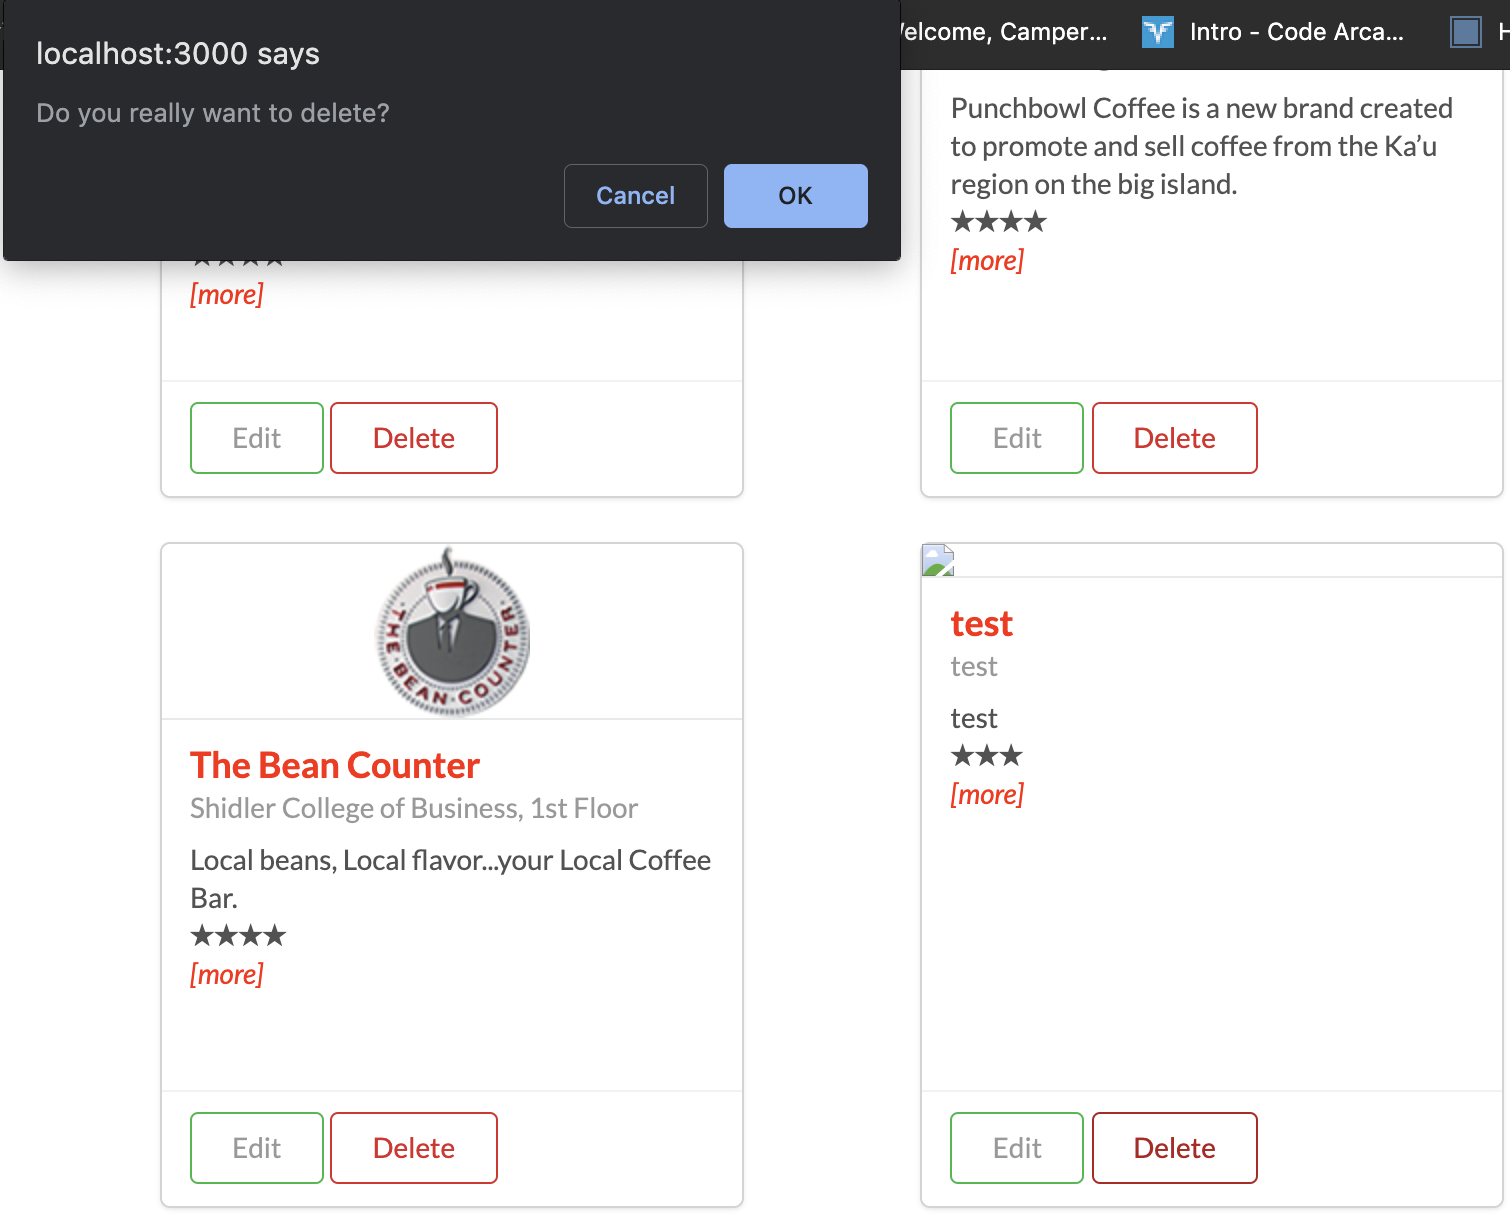 localhost:3000 says
Do you really want to delete?
Cancel
OK
Welcome, Camper...
Intro - Code Arca...
H
Punchbowl Coffee is a new brand created
to promote and sell coffee from the Ka’u
region on the big island.
★★★★
[more]
★★★★
[more]
Edit
Delete
Edit
Delete
THE BEAN COUNTER
The Bean Counter
Shidler College of Business, 1st Floor
Local beans, Local flavor...your Local Coffee
Bar.
★★★★
[more]
Edit
Delete
test
test
test
★★★
[more]
Edit
Delete